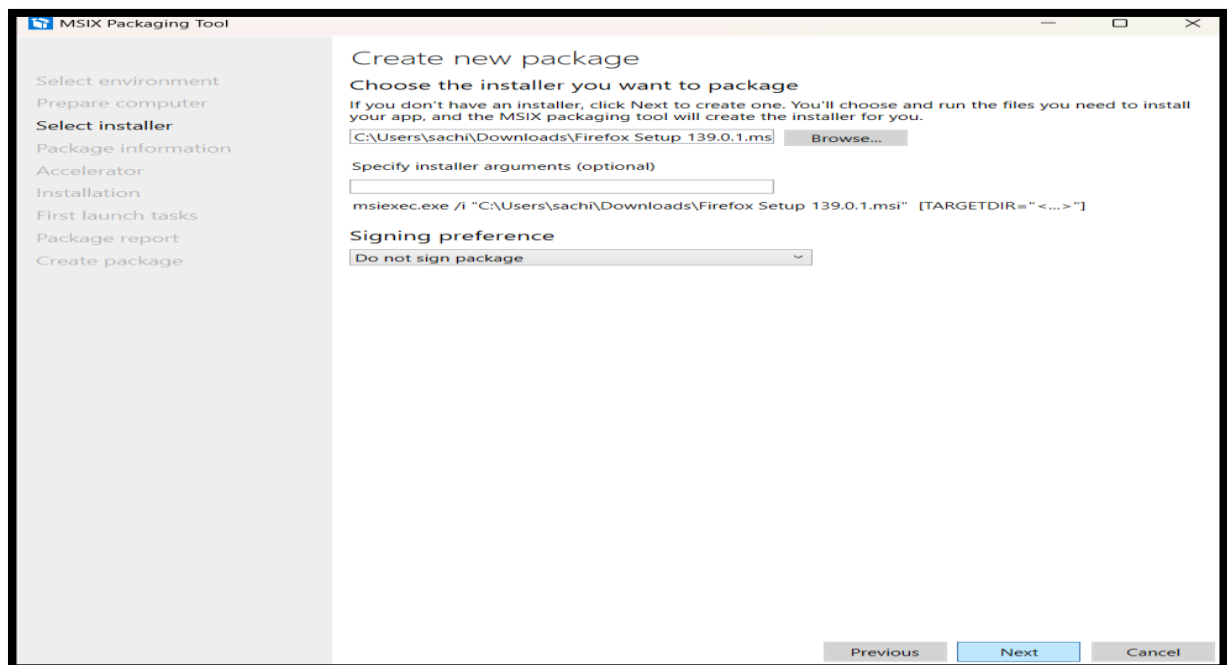 MSIX Packaging Tool
Select environment
Prepare computer
Select installer
Package information
Accelerator
Installation
First launch tasks
Package report
Create package
Create new package
Choose the installer you want to package
If you don't have an installer, click Next to create one. You'll choose and run the files you need to install
your app, and the MSIX packaging tool will create the installer for you.
C:\Users\sachi\Downloads\Firefox Setup 139.0.1.ms
Browse...
Specify installer arguments (optional)
msiexec.exe /i "C:\Users\sachi\Downloads\Firefox Setup 139.0.1.msi" [TARGETDIR="<...>"]
Signing preference
Do not sign package
Previous
Next
Cancel